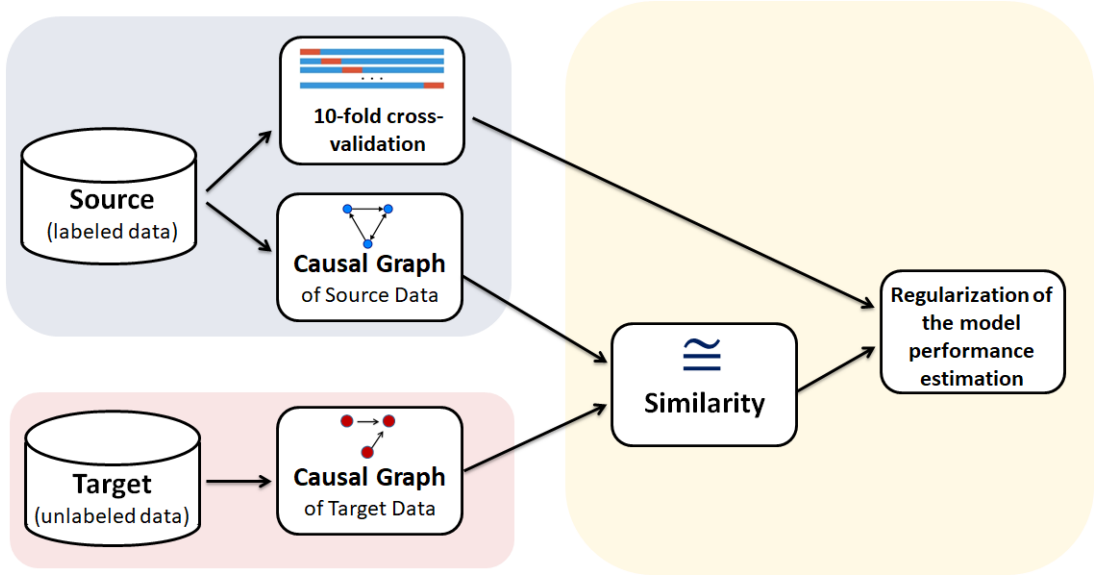 10-fold cross-
validation
Source
(labeled data)
Causal Graph
of Source Data
Regularization of
the model
performance
estimation
≅
Similarity
Target
(unlabeled data)
Causal Graph
of Target Data